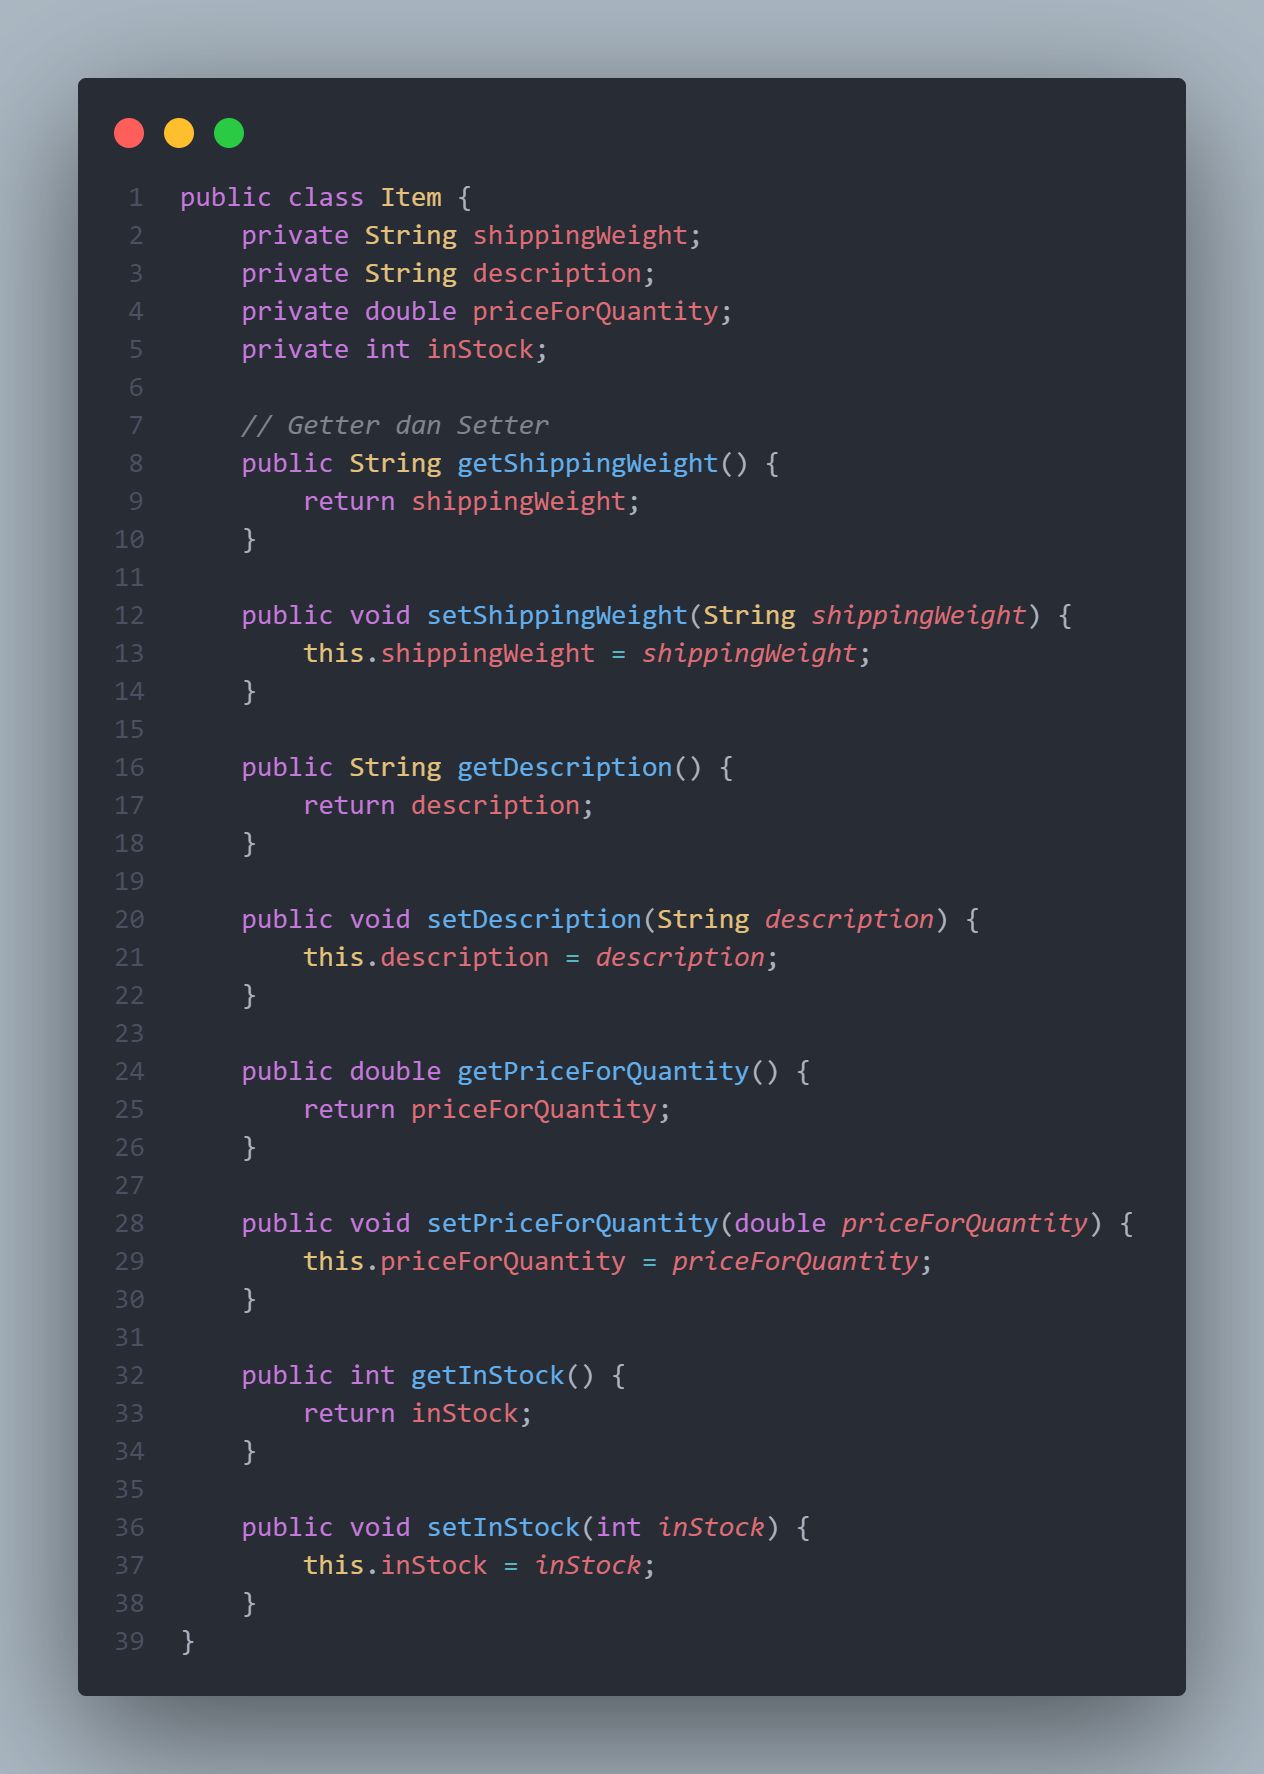 1 public class Item {
2     private String shippingWeight;
3     private String description;
4     private double priceForQuantity;
5     private int inStock;
6
7     // Getter dan Setter
8     public String getShippingWeight() {
9         return shippingWeight;
10     }
11
12     public void setShippingWeight(String shippingWeight) {
13         this.shippingWeight = shippingWeight;
14     }
15
16     public String getDescription() {
17         return description;
18     }
19
20     public void setDescription(String description) {
21         this.description = description;
22     }
23
24     public double getPriceForQuantity() {
25         return priceForQuantity;
26     }
27
28     public void setPriceForQuantity(double priceForQuantity) {
29         this.priceForQuantity = priceForQuantity;
30     }
31
32     public int getInStock() {
33         return inStock;
34     }
35
36     public void setInStock(int inStock) {
37         this.inStock = inStock;
38     }
39 }